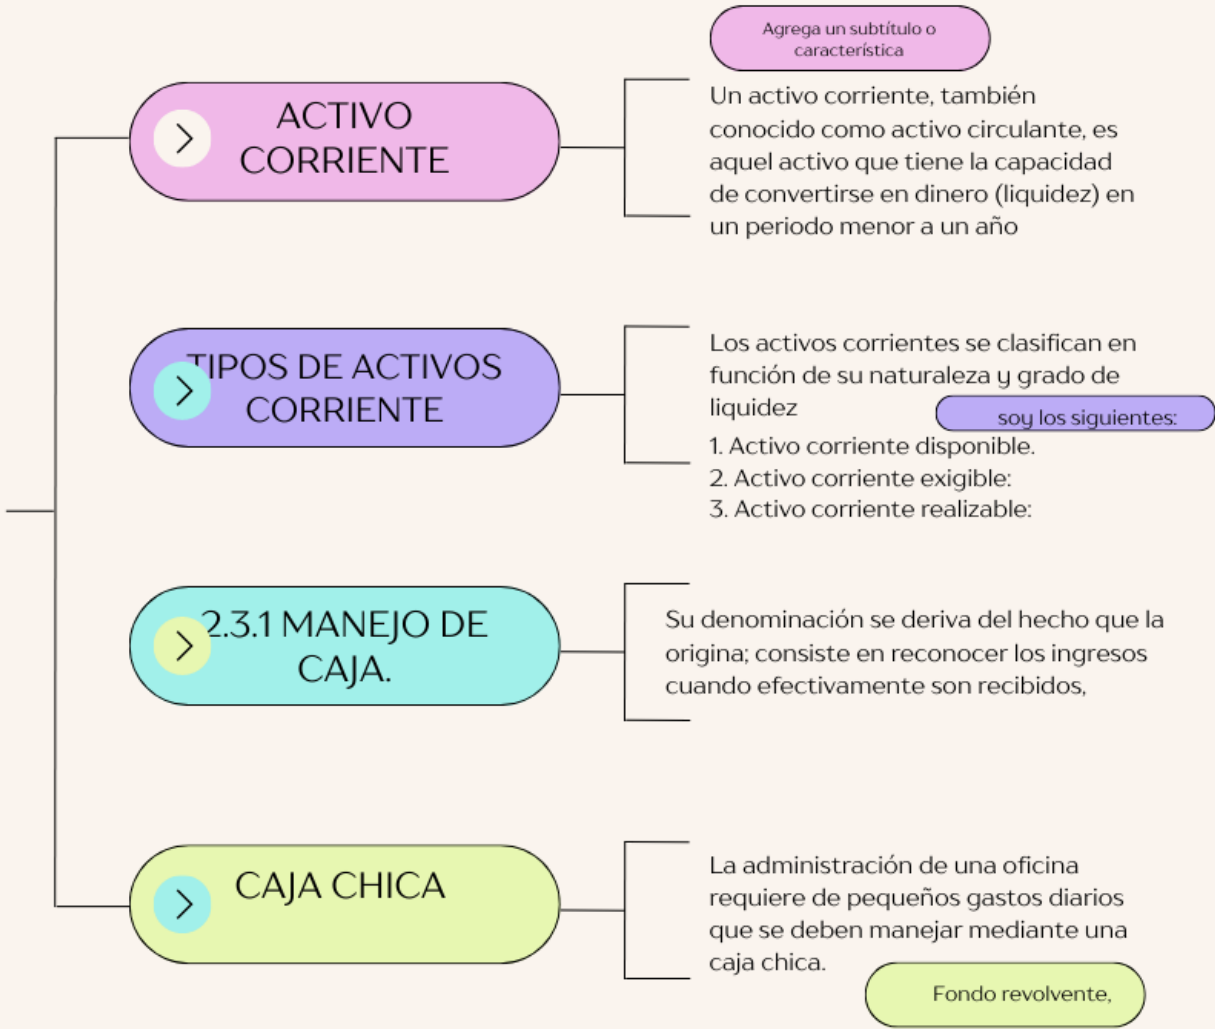 Agrega un subtítulo o
característica
ACTIVO
CORRIENTE
Un activo corriente, también
conocido como activo circulante, es
aquel activo que tiene la capacidad
de convertirse en dinero (liquidez) en
un periodo menor a un año
TIPOS DE ACTIVOS
CORRIENTE
Los activos corrientes se clasifican en
función de su naturaleza y grado de
liquidez
soy los siguientes:
1. Activo corriente disponible.
2. Activo corriente exigible:
3. Activo corriente realizable:
2.3.1 MANEJO DE
CAJA.
Su denominación se deriva del hecho que la
origina; consiste en reconocer los ingresos
cuando efectivamente son recibidos,
CAJA CHICA
La administración de una oficina
requiere de pequeños gastos diarios
que se deben manejar mediante una
caja chica.
Fondo revolvente,